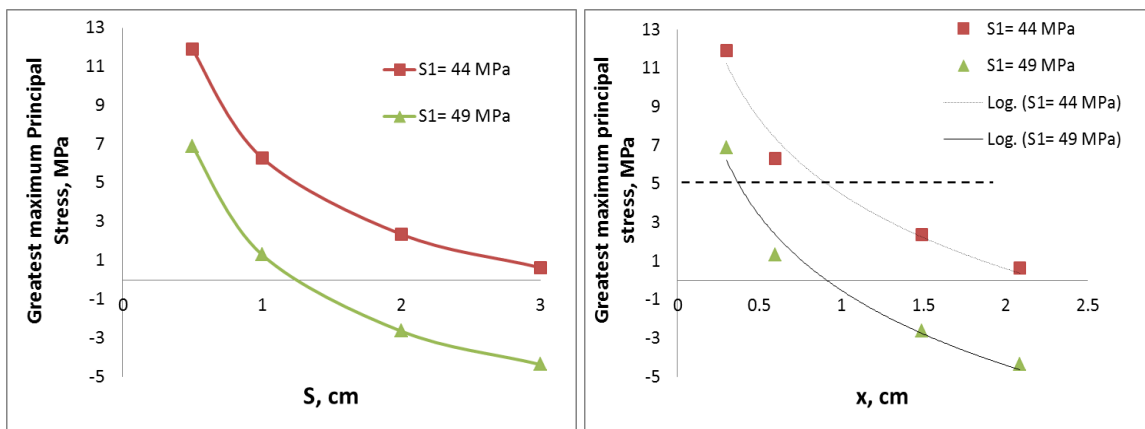 Greatest maximum Principal
Stress, MPa
13
11
9
7
5
3
1
-1
-3
-5
0
1
2
3
S, cm
S1= 44 MPa
S1= 49 MPa
Greatest maximum principal
stress, MPa
13
11
9
7
5
3
1
-1
-3
-5
0
0.5
1
1.5
2
2.5
x, cm
S1= 44 MPa
S1= 49 MPa
Log. (S1= 44 MPa)
Log. (S1= 49 MPa)